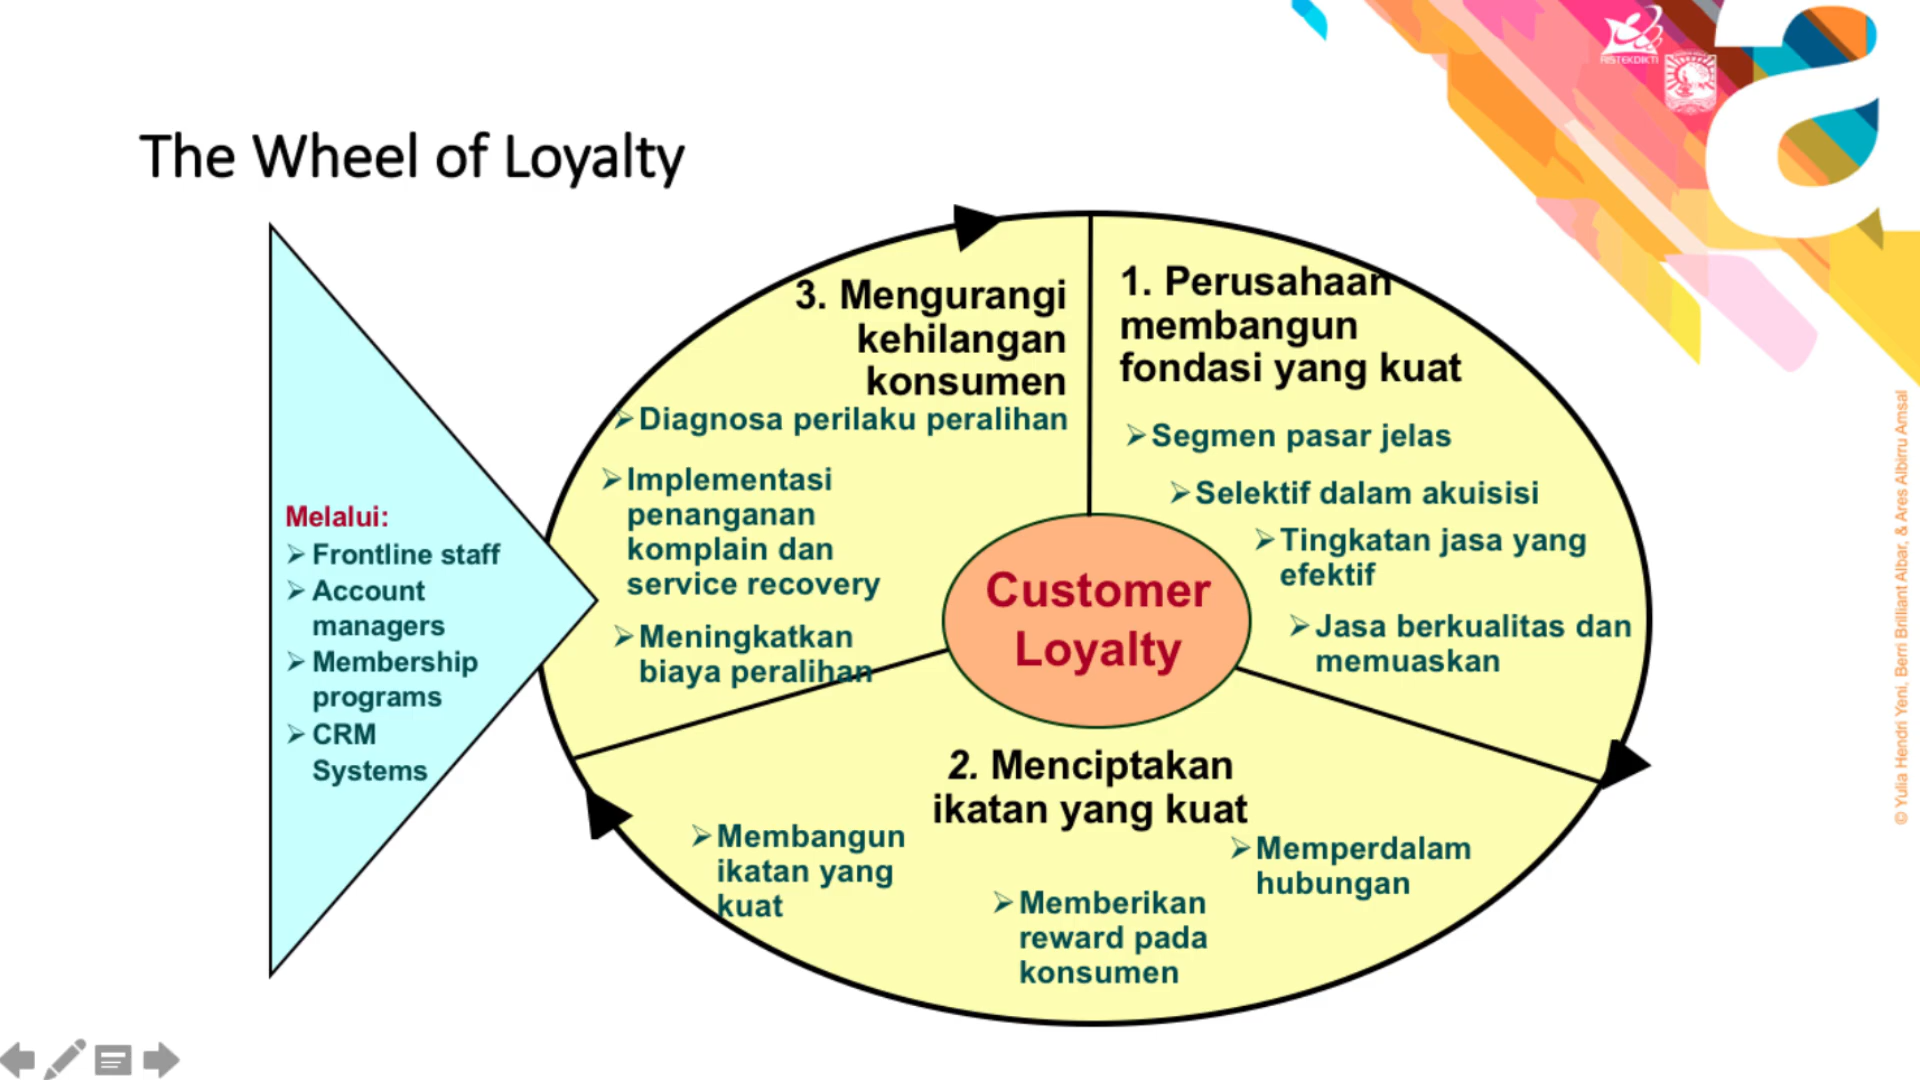 RISTEKDIKTI
The Wheel of Loyalty
3. Mengurangi
kehilangan
konsumen
➢Diagnosa perilaku peralihan
➢Implementasi
penanganan
komplain dan
service recovery
➢Meningkatkan
biaya peralihan
1. Perusahaan
membangun
fondasi yang kuat
➢Segmen pasar jelas
➢Selektif dalam akuisisi
➢Tingkatan jasa yang
efektif
➢Jasa berkualitas dan
memuaskan
Customer
Loyalty
2. Menciptakan
ikatan yang kuat
➢Membangun
ikatan yang
kuat
➢Memberikan
reward pada
konsumen
➢Memperdalam
hubungan
Melalui:
➢Frontline staff
➢Account
managers
➢Membership
programs
➢CRM
Systems
© Yulia Hendri Yeni, Berri Brilliant Albar, & Ares Albirru Amsal